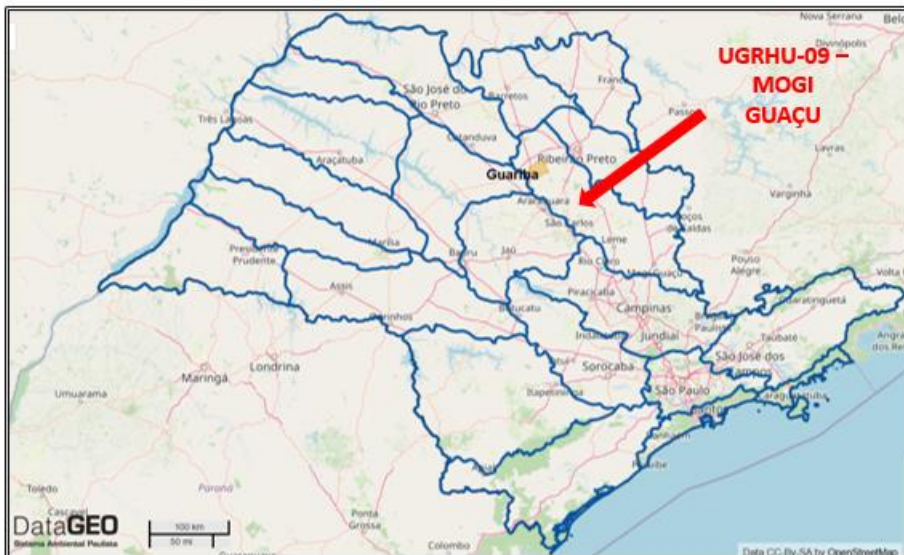 Nova Serrana
Divinópolis
UGRHU-09 –
MOGI
GUAÇU
Franca
Passos
São José do
Rio Preto
Barretos
Três Lagoas
Catanduva
Lavras
Ribeirão Preto
Araçatuba
Guariba
Varginha
Araraquara
São Carlos
Poços
de Caldas
Leme
Marília
Bauru
Jaú
Rio Claro
Pouso
Alegre
Presidente
Prudente
Mogi Guaçu
Volta
Assis
Piracicaba
Guaratinguetá
Botucatu
Campinas
Ourinhos
Taubaté
Jundiaí
São José dos
Campos
Londrina
Maringá
Sorocaba
Umuarama
Itapetininga
São Paulo
Caraguatatuba
Santos
Toledo
Paraná
Cascavel
Ponta
Grossa
DataGEO
Sistema Ambiental Paulista
100 km
50 mi
Colombo
Data CC-By-SA by OpenStreetMap